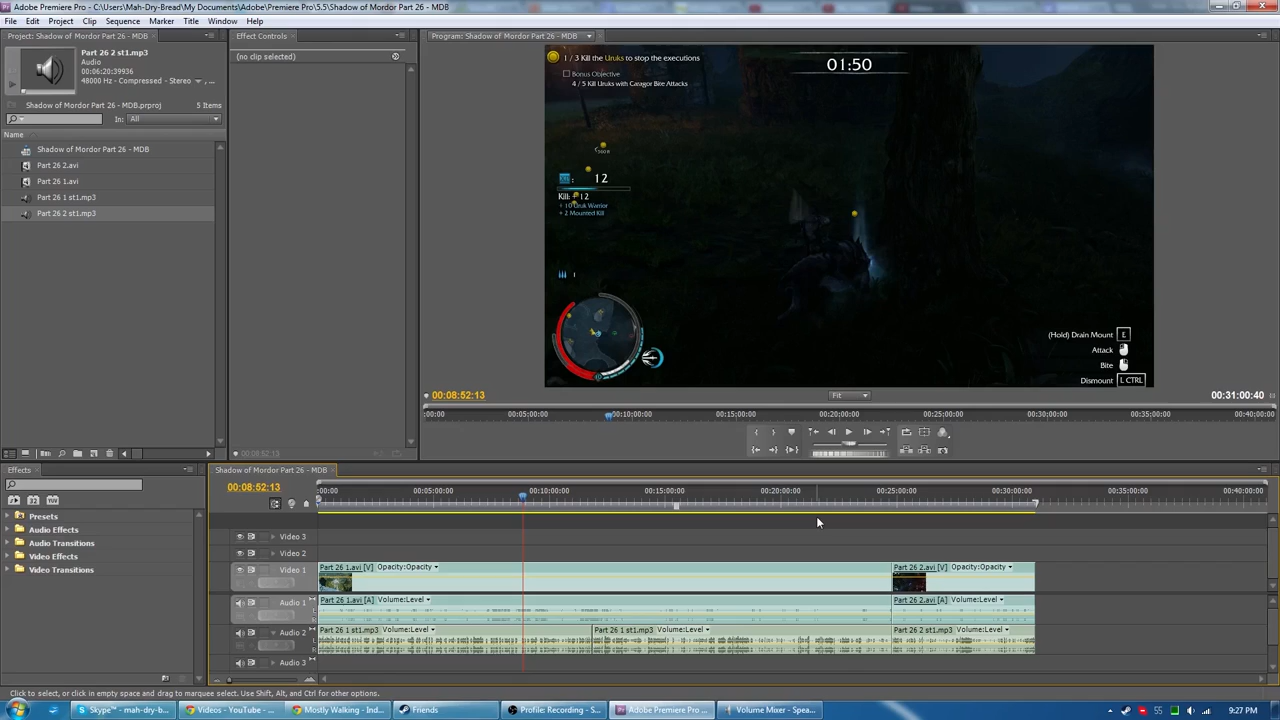 Adobe Premiere Pro - C:\Users\Mah-Dry-Bread\My Documents\Adobe\Premiere Pro\5.5\Shadow of Mordor Part 26 - MDB
File Edit Project Clip Sequence Marker Title Window Help
Project: Shadow of Mordor Part 26 - MDB
Part 26 2 st1.mp3
Audio
00:06:20:39936
48000 Hz - Compressed - Stereo
Shadow of Mordor Part 26 - MDB.prproj 5 Items
In: All
Name
Shadow of Mordor Part 26 - MDB
Part 26 2.avi
Part 26 1.avi
Part 26 1 st1.mp3
Part 26 2 st1.mp3
Effect Controls
(no clip selected)
00:08:52:13
Program: Shadow of Mordor Part 26 - MDB
1 / 3 Kill the Uruks to stop the executions
Bonus Objective
4 / 5 Kill Uruks with Caragor Bite Attacks
01:50
12
Kill: + 12
+ 10 Uruk Warrior
+ 2 Mounted Kill
1
(Hold) Drain Mount E
Attack
Bite
Dismount L CTRL
00:08:52:13 Fit 00:31:00:40
:00:00 00:05:00:00 00:10:00:00 00:15:00:00 00:20:00:00 00:25:00:00 00:30:00:00 00:35:00:00 00:40:00:00
Effects
Presets
Audio Effects
Audio Transitions
Video Effects
Video Transitions
Shadow of Mordor Part 26 - MDB
00:08:52:13
:00:00 00:05:00:00 00:10:00:00 00:15:00:00 00:20:00:00 00:25:00:00 00:30:00:00 00:35:00:00 00:40:00:00
Video 3
Video 2
Video 1 Part 26 1.avi [V] Opacity:Opacity Part 26 2.avi [V] Opacity:Opacity
Audio 1 Part 26 1.avi [A] Volume:Level Part 26 2.avi [A] Volume:Level
Audio 2 Part 26 1 st1.mp3 Volume:Level Part 26 1 st1.mp3 Volume:Level Part 26 2 st1.mp3 Volume:Level
Audio 3
Click to select, or click in empty space and drag to marquee select. Use Shift, Alt, and Ctrl for other options.
Skype™ - mah-dry-b... Videos - YouTube - ... Mostly Walking - Ind... Friends Profile: Recording - S... Adobe Premiere Pro ... Volume Mixer - Spea... 55 9:27 PM